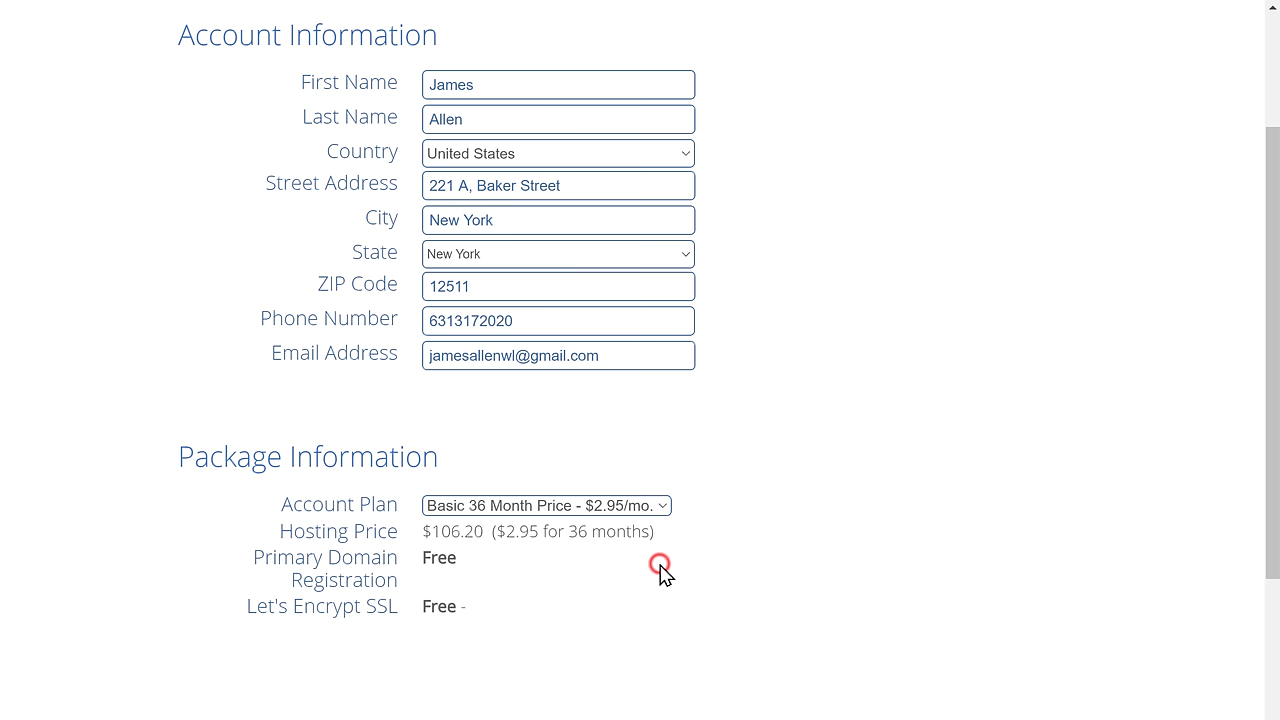 Account Information
First Name James
Last Name Allen
Country United States
Street Address 221 A, Baker Street
City New York
State New York
ZIP Code 12511
Phone Number 6313172020
Email Address jamesallenwl@gmail.com
Package Information
Account Plan Basic 36 Month Price - $2.95/mo.
Hosting Price $106.20 ($2.95 for 36 months)
Primary Domain Free
Registration
Let's Encrypt SSL Free -